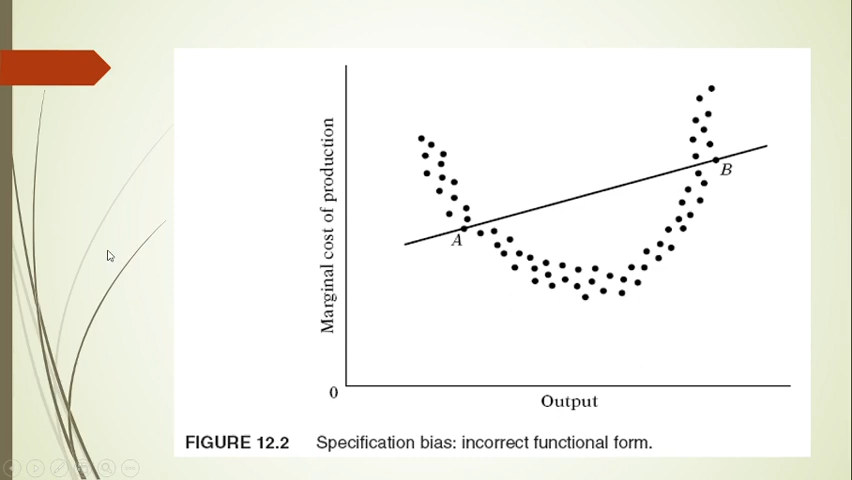 Marginal cost of production
A
B
0
Output
FIGURE 12.2 Specification bias: incorrect functional form.